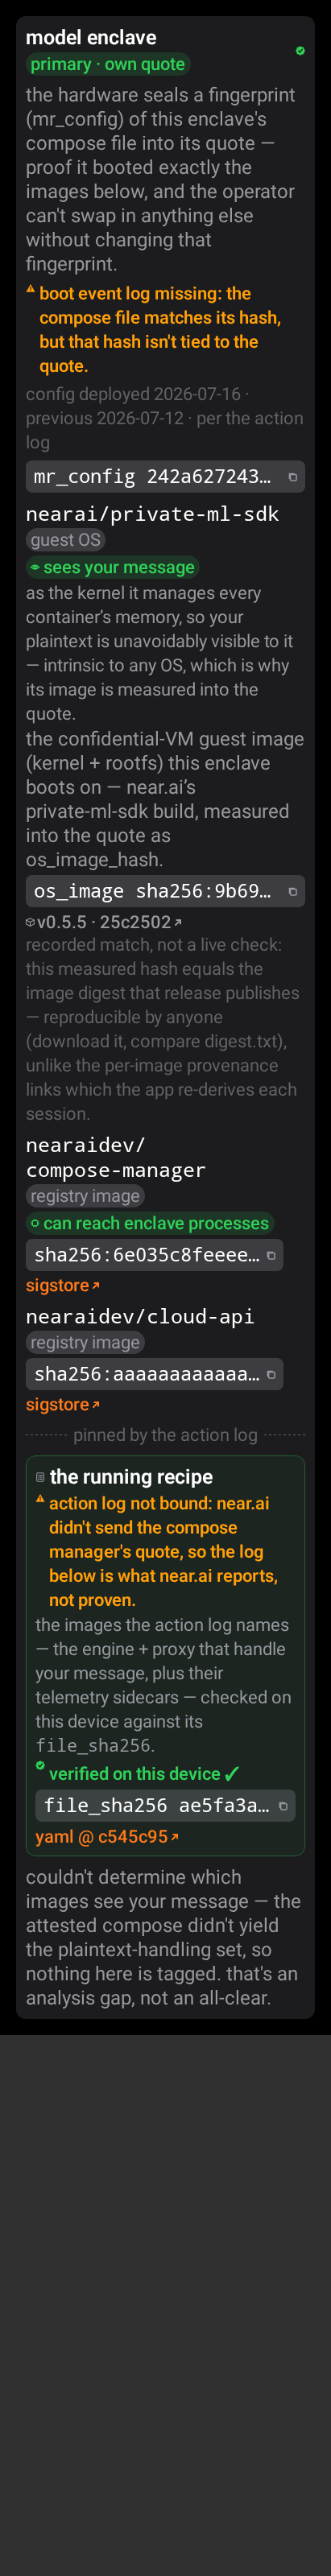 model enclave
primary · own quote
the hardware seals a fingerprint
(mr_config) of this enclave's
compose file into its quote —
proof it booted exactly the
images below, and the operator
can't swap in anything else
without changing that
fingerprint.
boot event log missing: the
compose file matches its hash,
but that hash isn't tied to the
quote.
config deployed 2026-07-16 ·
previous 2026-07-12 · per the action
log
mr_config 242a627243…
nearai/private-ml-sdk
guest OS
sees your message
as the kernel it manages every
container’s memory, so your
plaintext is unavoidably visible to it
— intrinsic to any OS, which is why
its image is measured into the
quote.
the confidential-VM guest image
(kernel + rootfs) this enclave
boots on — near.ai’s
private-ml-sdk build, measured
into the quote as
os_image_hash.
os_image sha256:9b69…
v0.5.5 · 25c2502
recorded match, not a live check:
this measured hash equals the
image digest that release publishes
— reproducible by anyone
(download it, compare digest.txt),
unlike the per-image provenance
links which the app re-derives each
session.
nearaidev/
compose-manager
registry image
can reach enclave processes
sha256:6e035c8feeee…
sigstore
nearaidev/cloud-api
registry image
sha256:aaaaaaaaaaaa…
sigstore
pinned by the action log
the running recipe
action log not bound: near.ai
didn't send the compose
manager's quote, so the log
below is what near.ai reports,
not proven.
the images the action log names
— the engine + proxy that handle
your message, plus their
telemetry sidecars — checked on
this device against its
file_sha256.
verified on this device ✓
file_sha256 ae5fa3a…
yaml @ c545c95
couldn't determine which
images see your message — the
attested compose didn't yield
the plaintext-handling set, so
nothing here is tagged. that's an
analysis gap, not an all-clear.